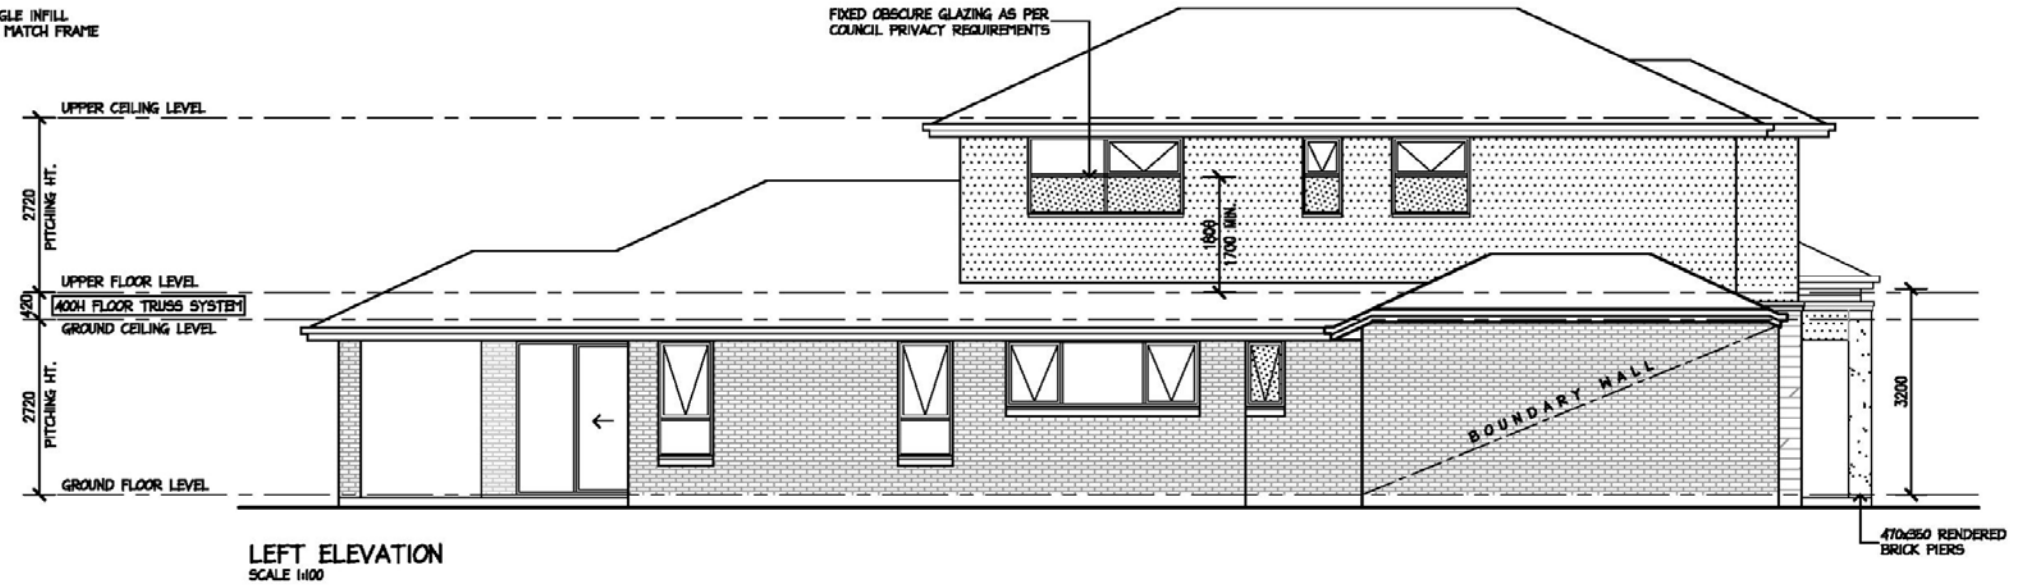 GLE INFILL
MATCH FRAME
FIXED OBSCURE GLAZING AS PER
COUNCIL PRIVACY REQUIREMENTS
UPPER CEILING LEVEL
2720
PITCHING HT.
1808
1700 MIN.
UPPER FLOOR LEVEL
420
400H FLOOR TRUSS SYSTEM
GROUND CEILING LEVEL
2720
PITCHING HT.
BOUNDARY WALL
3200
GROUND FLOOR LEVEL
470x350 RENDERED
BRICK PIERS
LEFT ELEVATION
SCALE 1:100